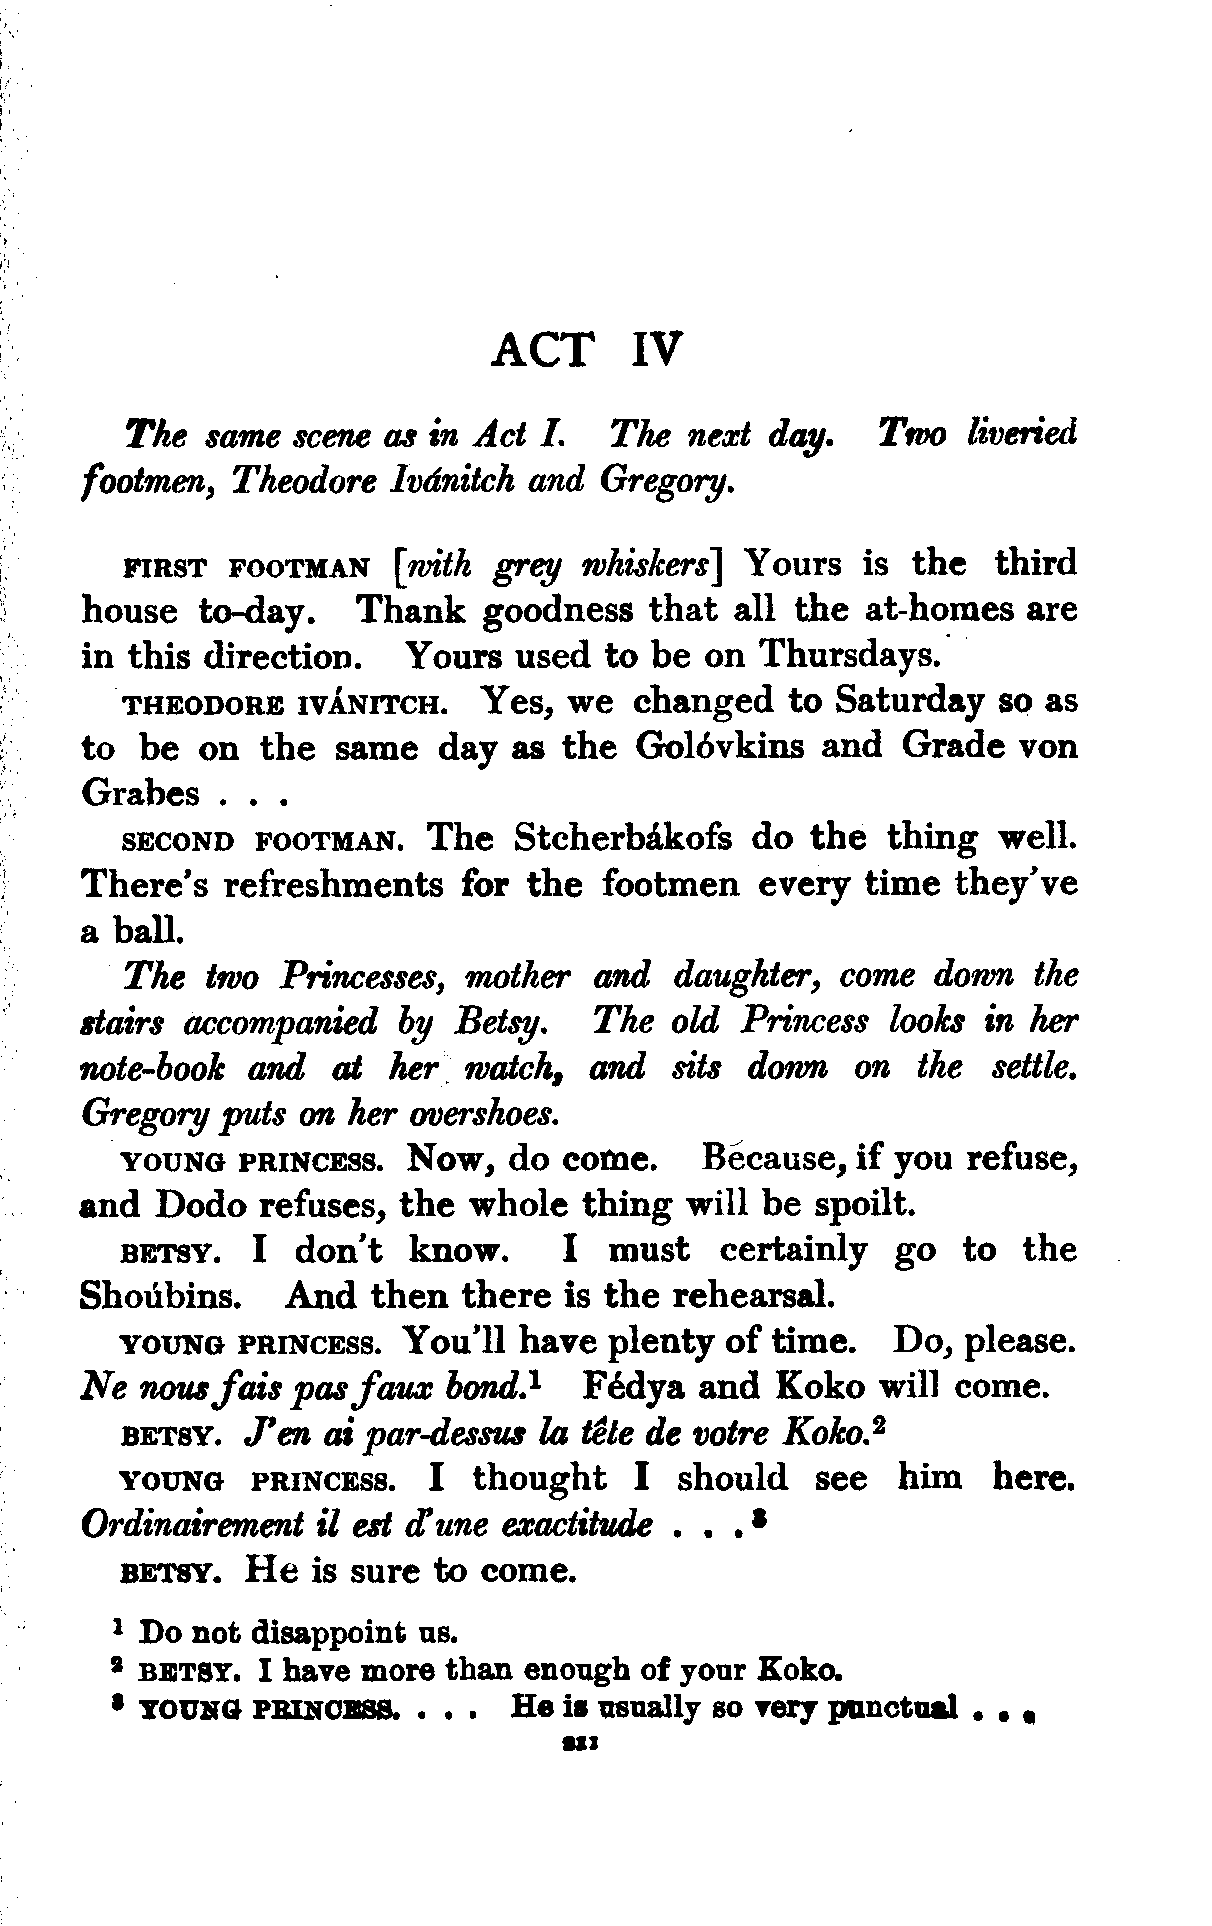 ACT IV
The same scene as in Act I. The next day. Two liveried
footmen, Theodore Ivánitch and Gregory.
FIRST FOOTMAN [with grey whiskers] Yours is the third
house to-day. Thank goodness that all the at-homes are
in this direction. Yours used to be on Thursdays.
THEODORE IVÁNITCH. Yes, we changed to Saturday so as
to be on the same day as the Golóvkins and Grade von
Grabes . . .
SECOND FOOTMAN. The Stcherbákofs do the thing well.
There's refreshments for the footmen every time they've
a ball.
The two Princesses, mother and daughter, come down the
stairs accompanied by Betsy. The old Princess looks in her
note-book and at her watch, and sits down on the settle.
Gregory puts on her overshoes.
YOUNG PRINCESS. Now, do come. Because, if you refuse,
and Dodo refuses, the whole thing will be spoilt.
BETSY. I don't know. I must certainly go to the
Shoúbins. And then there is the rehearsal.
YOUNG PRINCESS. You'll have plenty of time. Do, please.
Ne nous fais pas faux bond.¹ Fédya and Koko will come.
BETSY. J'en ai par-dessus la tête de votre Koko.²
YOUNG PRINCESS. I thought I should see him here.
Ordinairement il est d'une exactitude . . .³
BETSY. He is sure to come.
¹ Do not disappoint us.
² BETSY. I have more than enough of your Koko.
³ YOUNG PRINCESS. . . . He is usually so very punctual . . .
211